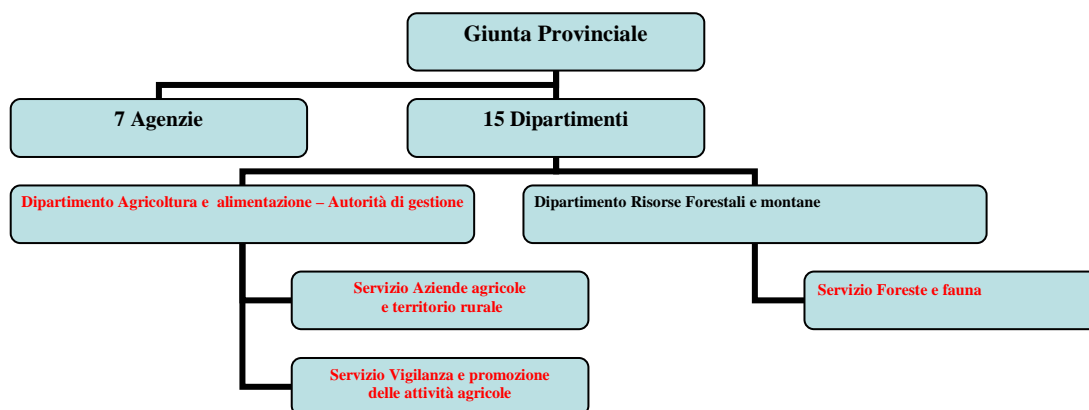 Giunta Provinciale
7 Agenzie
15 Dipartimenti
Dipartimento Agricoltura e alimentazione – Autorità di gestione
Dipartimento Risorse Forestali e montane
Servizio Aziende agricole
e territorio rurale
Servizio Foreste e fauna
Servizio Vigilanza e promozione
delle attività agricole